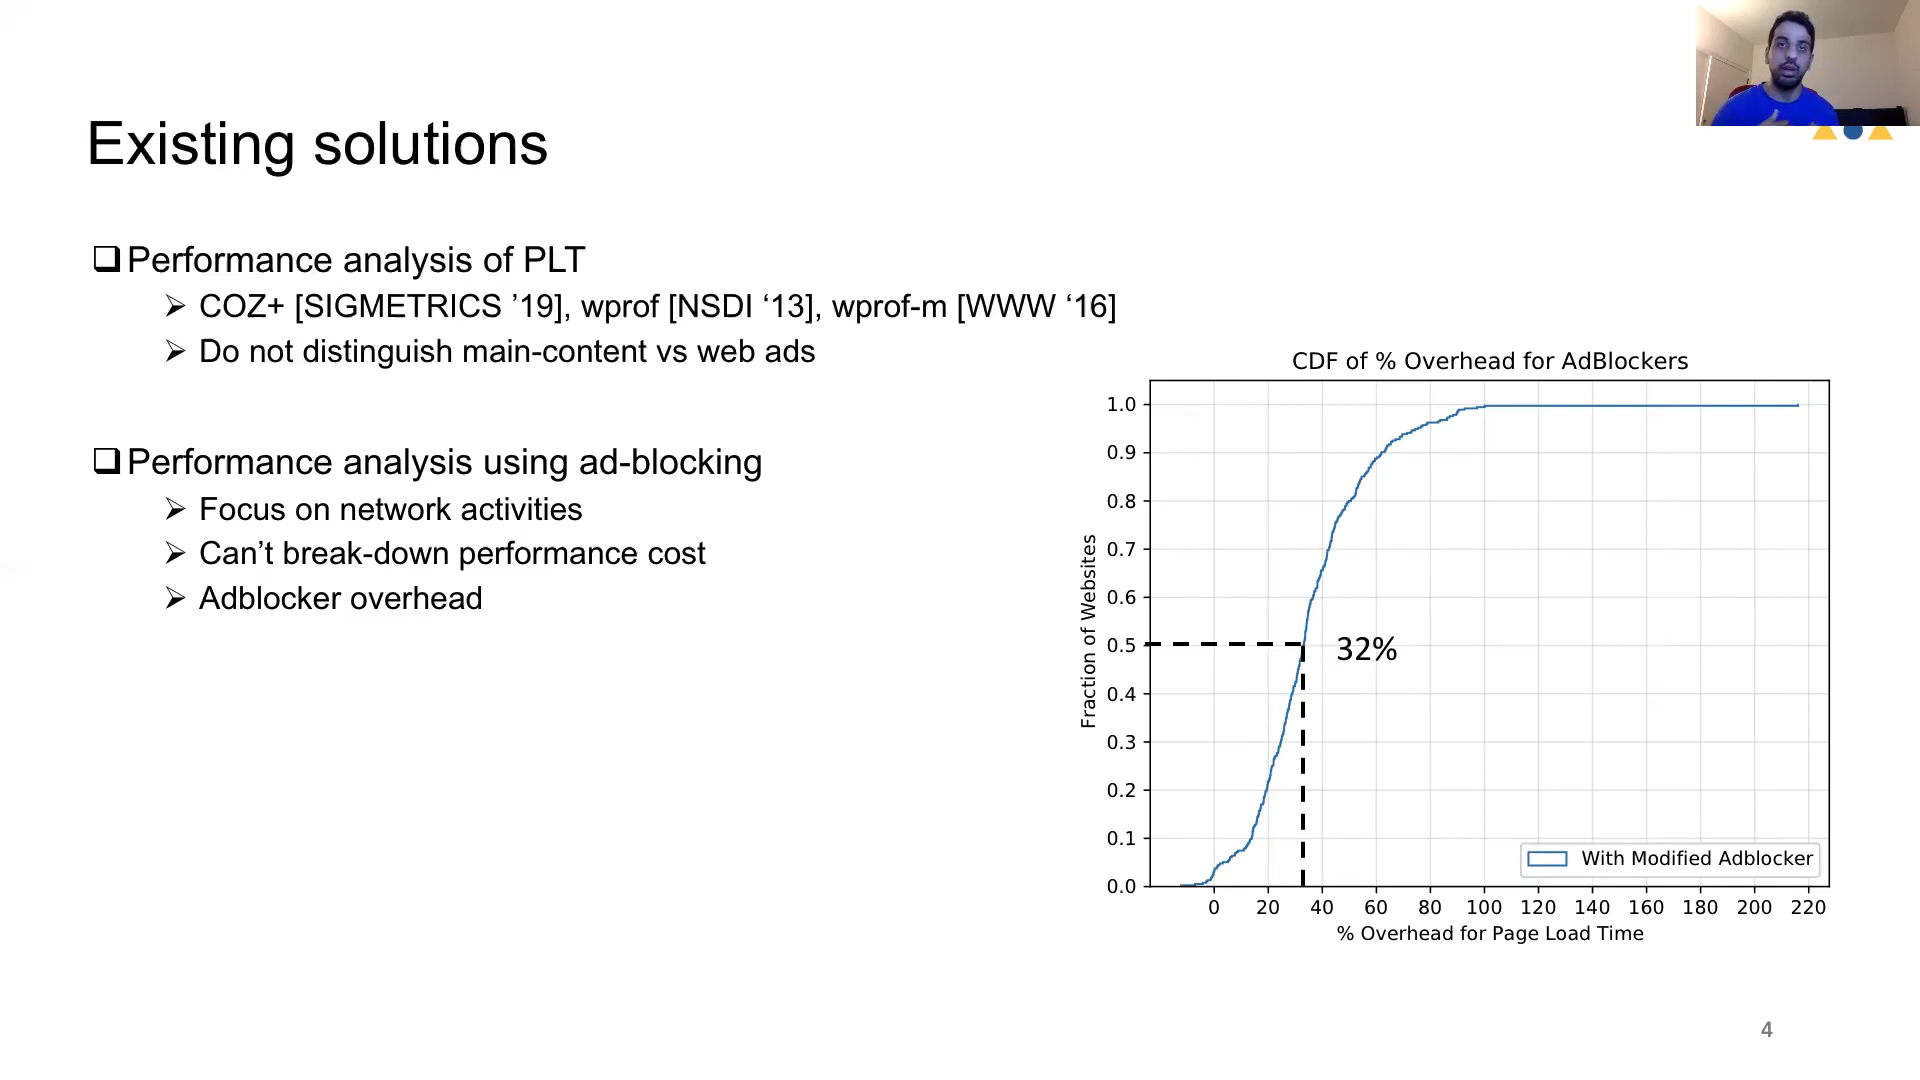 Existing solutions
Performance analysis of PLT
COZ+ [SIGMETRICS ’19], wprof [NSDI ‘13], wprof-m [WWW ‘16]
Do not distinguish main-content vs web ads
Performance analysis using ad-blocking
Focus on network activities
Can’t break-down performance cost
Adblocker overhead
CDF of % Overhead for AdBlockers
Fraction of Websites
1.0
0.9
0.8
0.7
0.6
0.5
0.4
0.3
0.2
0.1
0.0
32%
With Modified Adblocker
0 20 40 60 80 100 120 140 160 180 200 220
% Overhead for Page Load Time
4